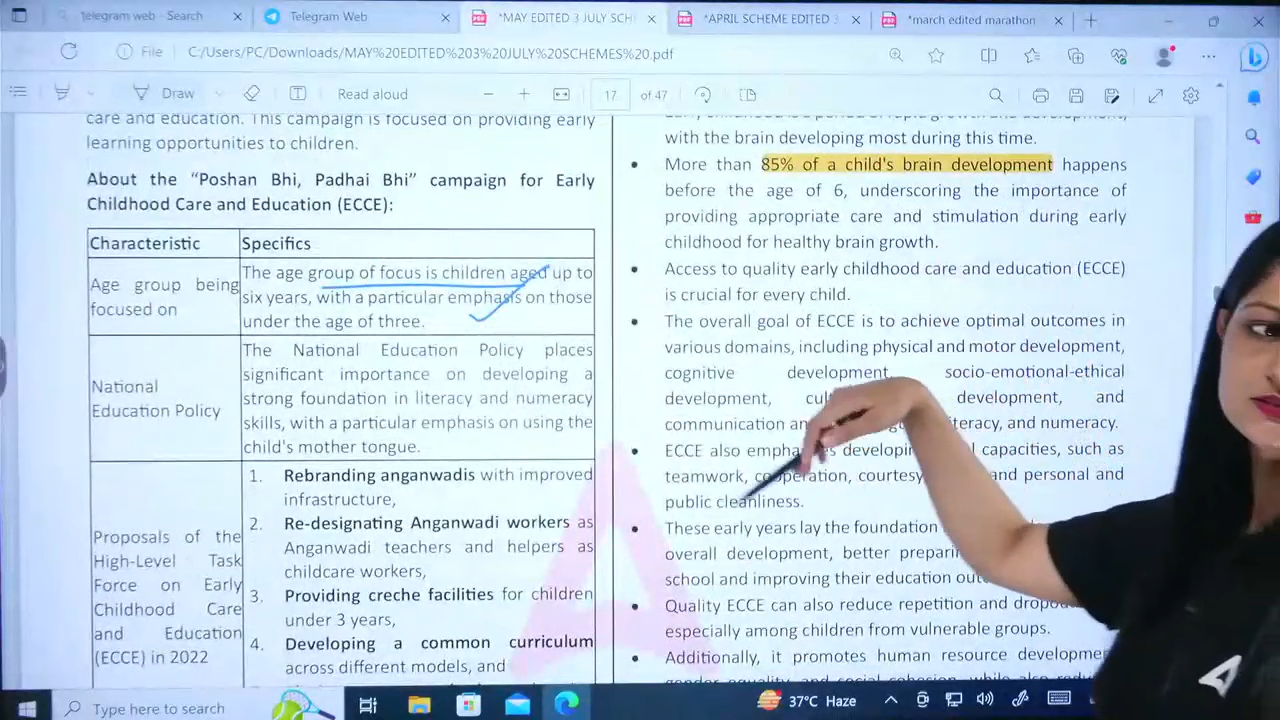 telegram web - Search
Telegram Web
*MAY EDITED 3 JULY SCH
*APRIL SCHEME EDITED 3
*march edited marathon
File
C:/Users/PC/Downloads/MAY%20EDITED%203%20JULY%20SCHEMES%20.pdf
Draw
Read aloud
17 of 47
care and education. This campaign is focused on providing early
learning opportunities to children.
About the “Poshan Bhi, Padhai Bhi” campaign for Early
Childhood Care and Education (ECCE):
Characteristic
Specifics
Age group being
focused on
The age group of focus is children aged up to
six years, with a particular emphasis on those
under the age of three.
National
Education Policy
The National Education Policy places
significant importance on developing a
strong foundation in literacy and numeracy
skills, with a particular emphasis on using the
child's mother tongue.
Proposals of the
High-Level Task
Force on Early
Childhood Care
and Education
(ECCE) in 2022
1. Rebranding anganwadis with improved
infrastructure,
2. Re-designating Anganwadi workers as
Anganwadi teachers and helpers as
childcare workers,
3. Providing creche facilities for children
under 3 years,
4. Developing a common curriculum
across different models, and
with the brain developing most during this time.
• More than 85% of a child's brain development happens
before the age of 6, underscoring the importance of
providing appropriate care and stimulation during early
childhood for healthy brain growth.
• Access to quality early childhood care and education (ECCE)
is crucial for every child.
• The overall goal of ECCE is to achieve optimal outcomes in
various domains, including physical and motor development,
cognitive development, socio-emotional-ethical
development, cul development, and
communication an literacy, and numeracy.
• ECCE also empha es developin l capacities, such as
teamwork, cooperation, courtesy and personal and
public cleanliness.
• These early years lay the foundation
overall development, better prepari
school and improving their education out
• Quality ECCE can also reduce repetition and dropou
especially among children from vulnerable groups.
• Additionally, it promotes human resource developme
gender equality and social cohesion, while also redu
Type here to search
37°C Haze